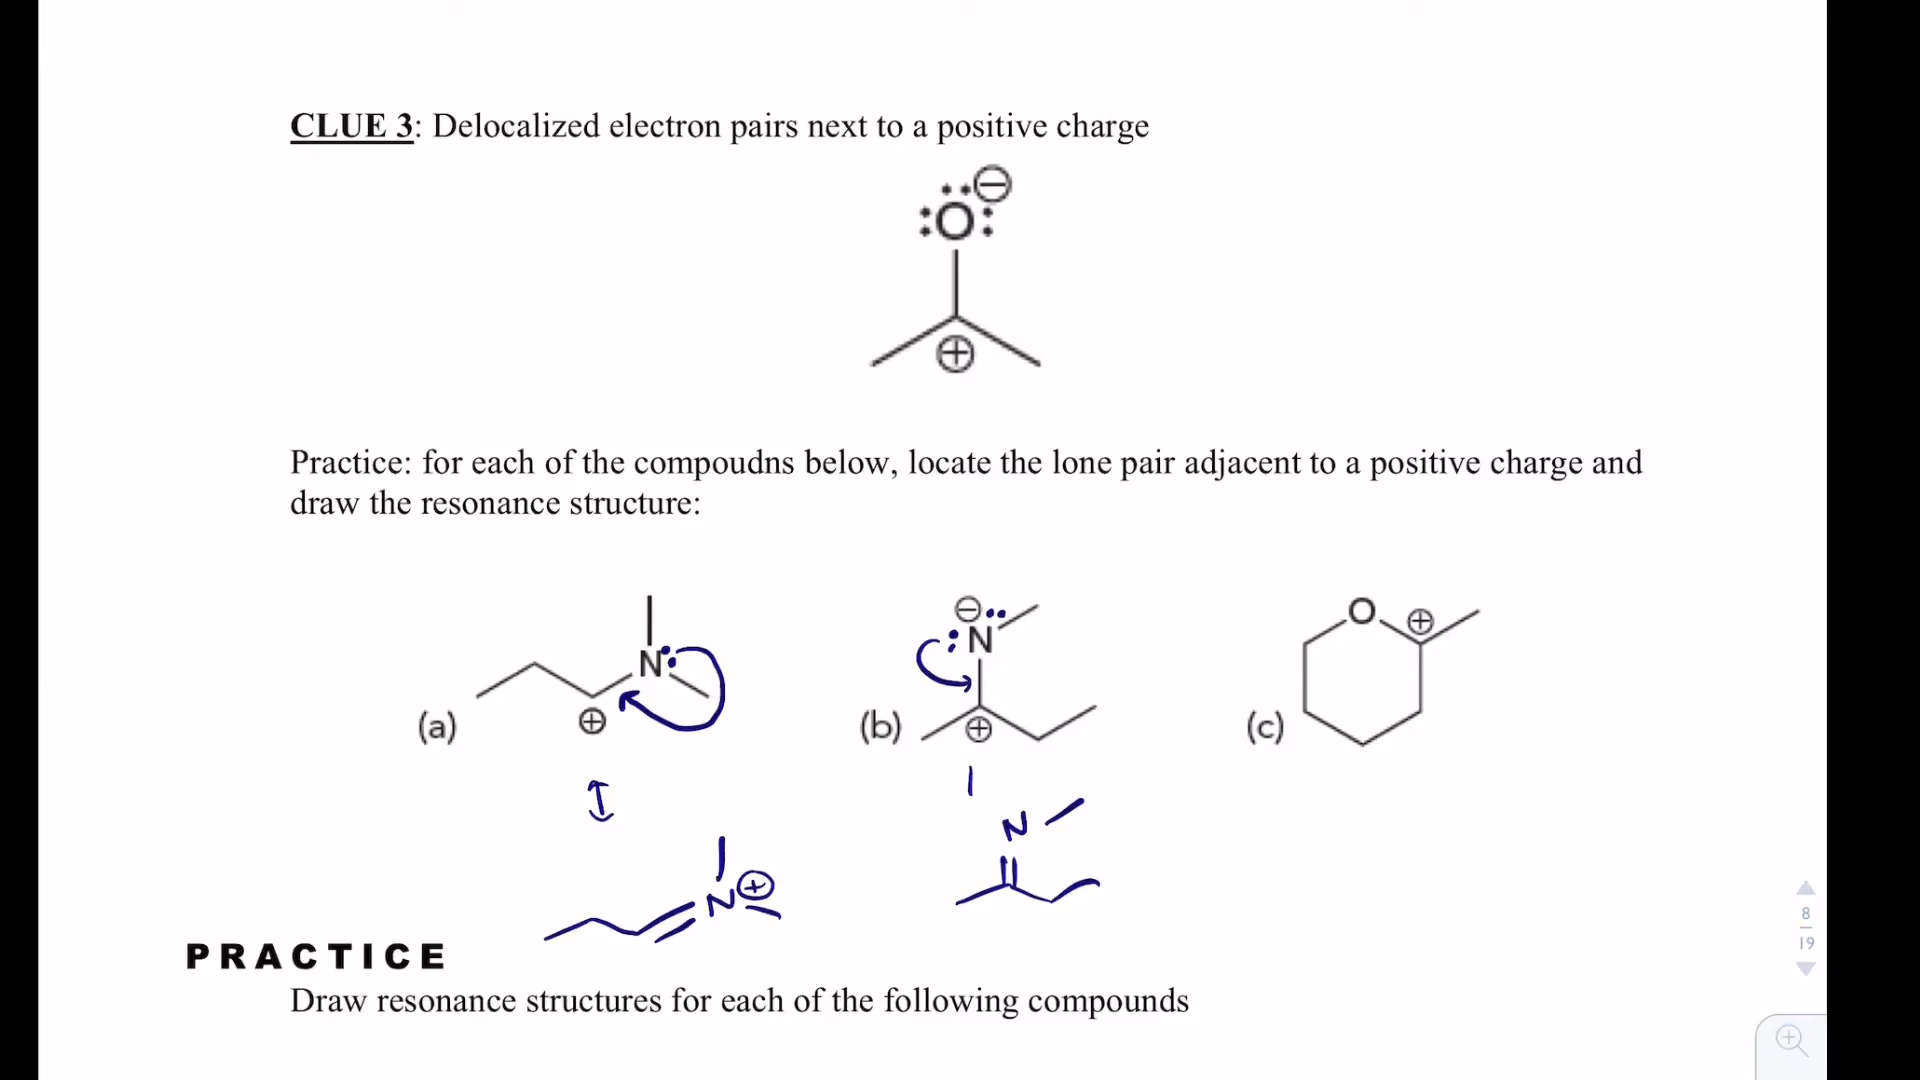 CLUE 3: Delocalized electron pairs next to a positive charge
:O: ⊖
⊕
Practice: for each of the compoudns below, locate the lone pair adjacent to a positive charge and
draw the resonance structure:
(a) N: ⊕
(b) ⊖ :N ⊕
(c) O ⊕
N ⊕
N
PRACTICE
Draw resonance structures for each of the following compounds
8
19